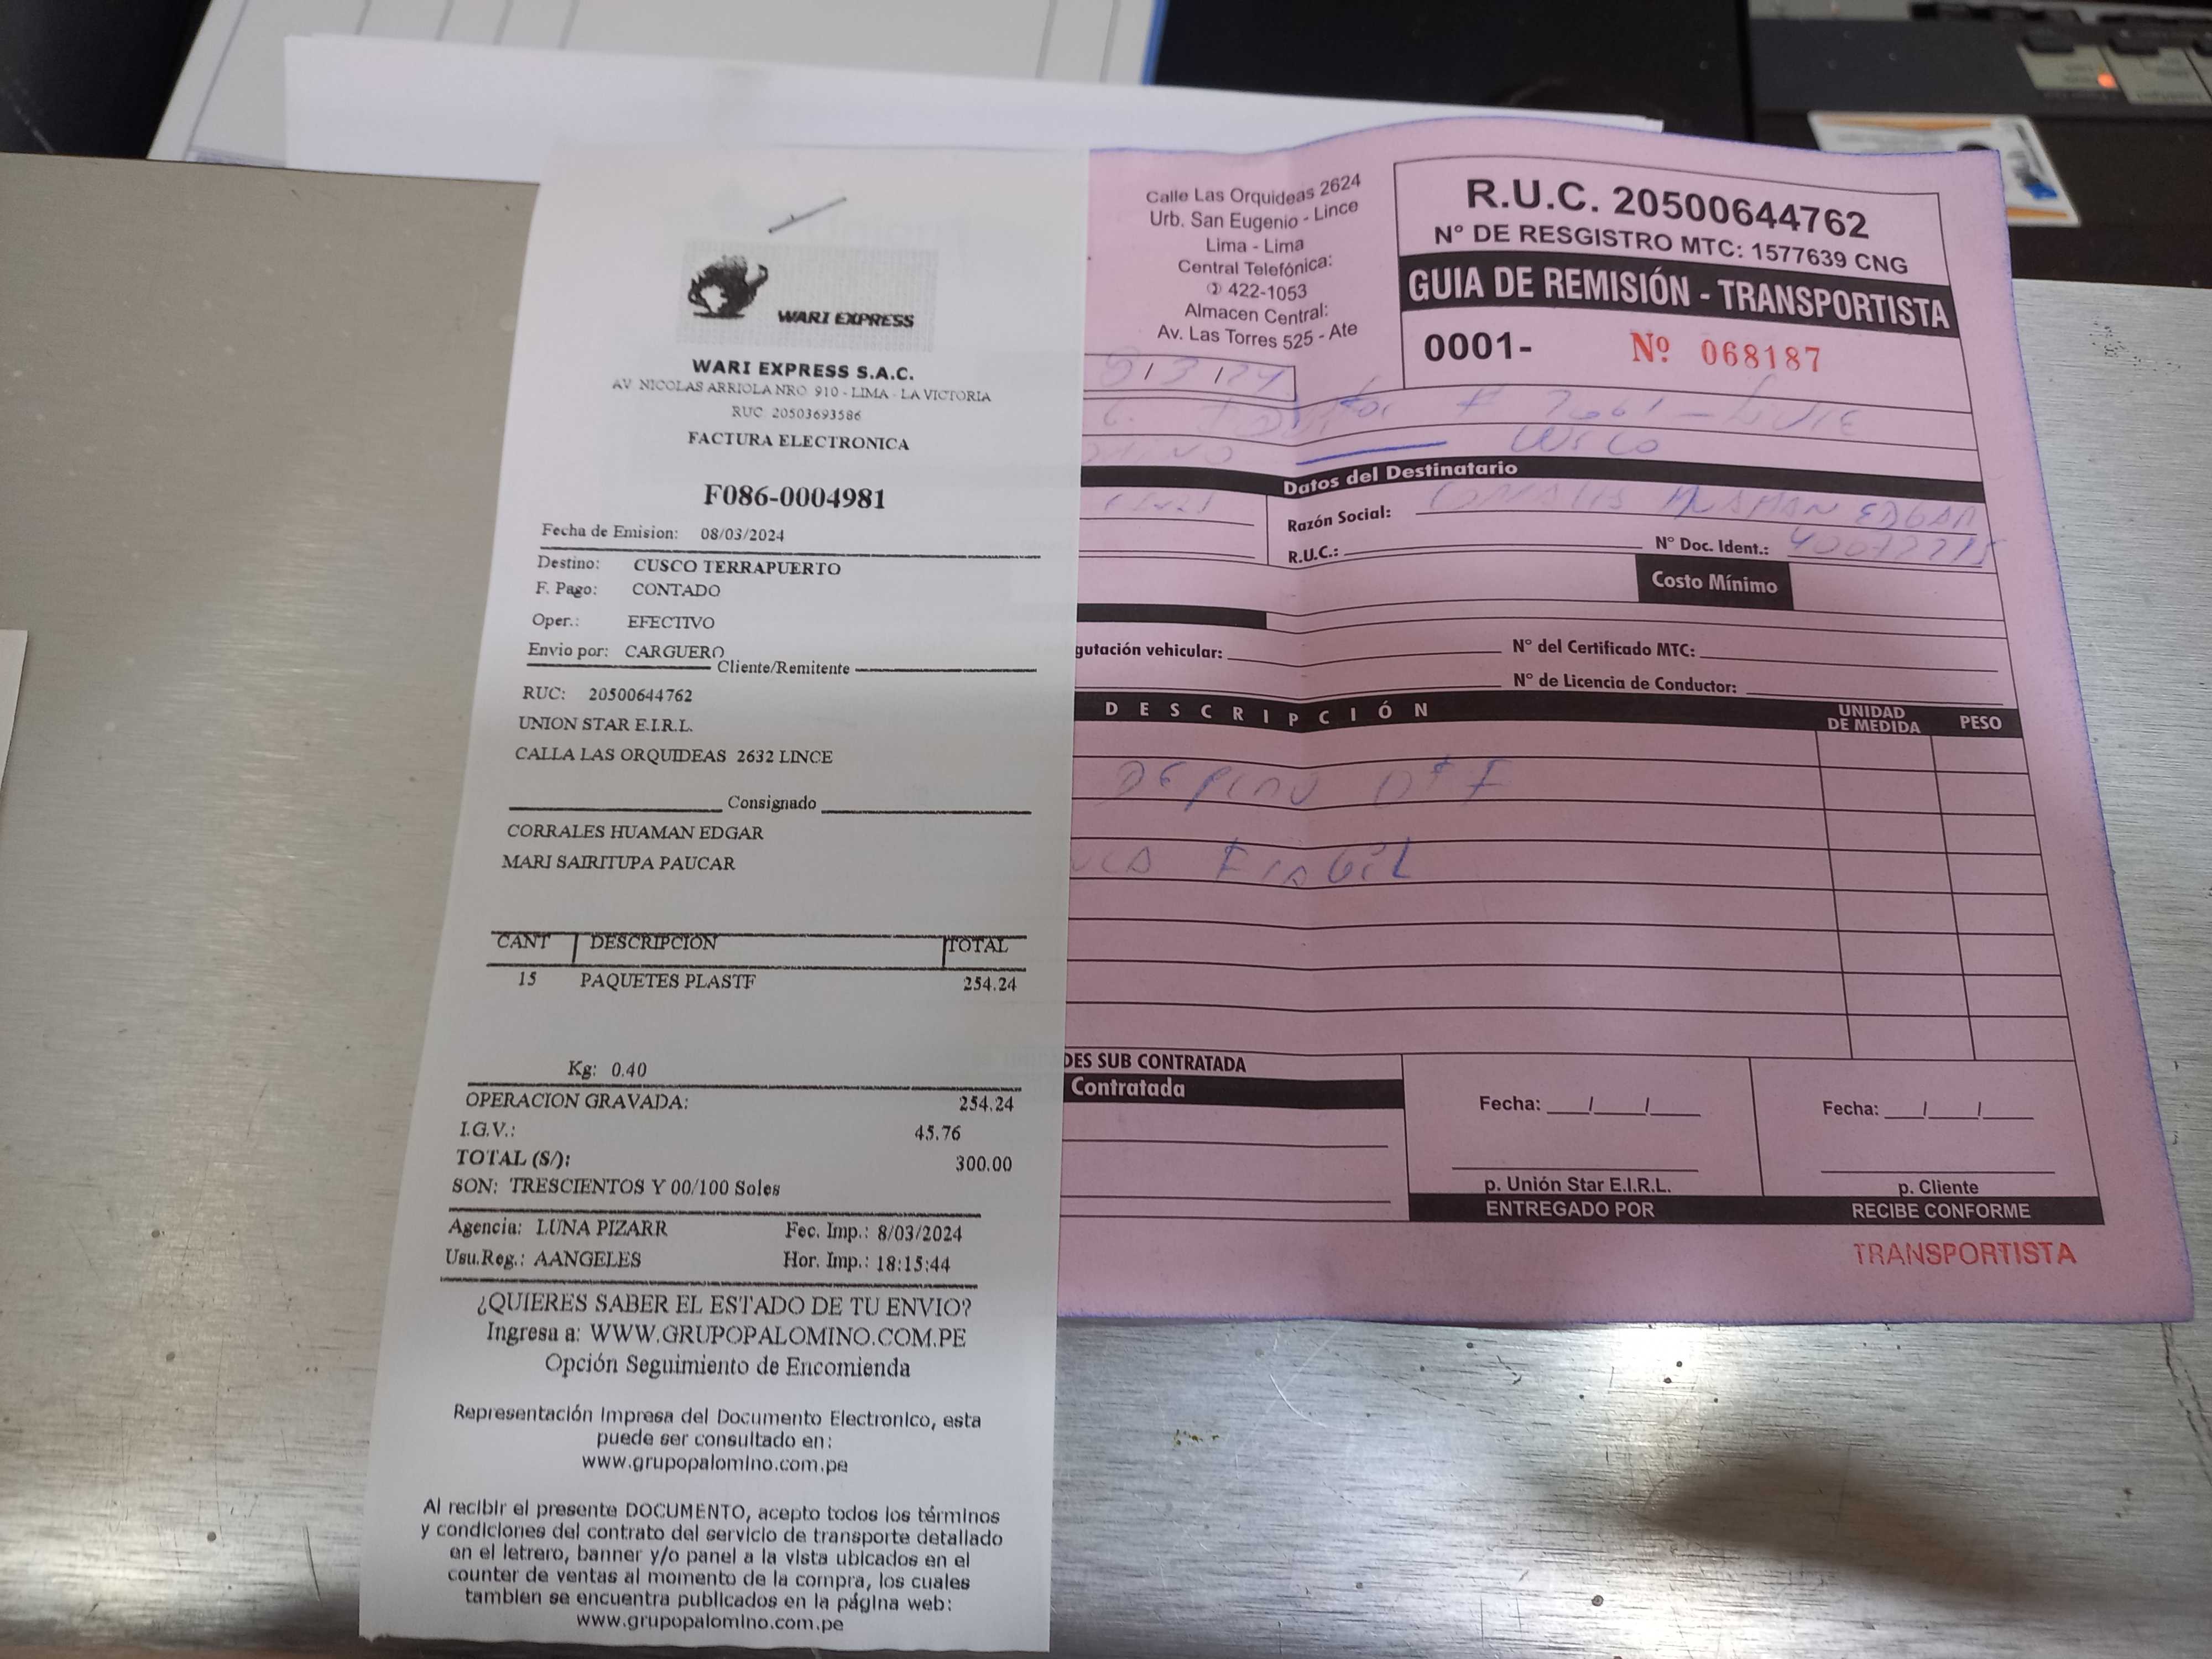 WARI EXPRESS
WARI EXPRESS S.A.C.
AV. NICOLAS ARRIOLA NRO. 910 - LIMA - LA VICTORIA
RUC: 20503693586
FACTURA ELECTRONICA
F086-0004981
Fecha de Emision: 08/03/2024
Destino: CUSCO TERRAPUERTO
F. Pago: CONTADO
Oper.: EFECTIVO
Envio por: CARGUERO
Cliente/Remitente
RUC: 20500644762
UNION STAR E.I.R.L.
CALLA LAS ORQUIDEAS 2632 LINCE
Consignado
CORRALES HUAMAN EDGAR
MARI SAIRITUPA PAUCAR
CANT DESCRIPCION TOTAL
15 PAQUETES PLASTF 254.24
Kg: 0.40
OPERACION GRAVADA: 254.24
I.G.V.: 45.76
TOTAL (S/): 300.00
SON: TRESCIENTOS Y 00/100 Soles
Agencia: LUNA PIZARR Fec. Imp.: 8/03/2024
Usu.Reg.: AANGELES Hor. Imp.: 18:15:44
¿QUIERES SABER EL ESTADO DE TU ENVIO?
Ingresa a: WWW.GRUPOPALOMINO.COM.PE
Opción Seguimiento de Encomienda
Representación Impresa del Documento Electronico, esta
puede ser consultado en:
www.grupopalomino.com.pe
Al recibir el presente DOCUMENTO, acepto todos los términos
y condiciones del contrato del servicio de transporte detallado
en el letrero, banner y/o panel a la vista ubicados en el
counter de ventas al momento de la compra, los cuales
tambien se encuentra publicados en la página web:
www.grupopalomino.com.pe
Calle Las Orquideas 2624
Urb. San Eugenio - Lince
Lima - Lima
Central Telefónica:
422-1053
Almacen Central:
Av. Las Torres 525 - Ate
R.U.C. 20500644762
N° DE RESGISTRO MTC: 1577639 CNG
GUIA DE REMISIÓN - TRANSPORTISTA
0001- Nº 068187
Datos del Destinatario
Razón Social: HUAMAN EDGAR
R.U.C.: N° Doc. Ident.:
Costo Mínimo
vehicular: N° del Certificado MTC:
N° de Licencia de Conductor:
DESCRIPCIÓN UNIDAD DE MEDIDA PESO
SUB CONTRATADA
Contratada
Fecha: / / Fecha: / /
p. Unión Star E.I.R.L. p. Cliente
ENTREGADO POR RECIBE CONFORME
TRANSPORTISTA